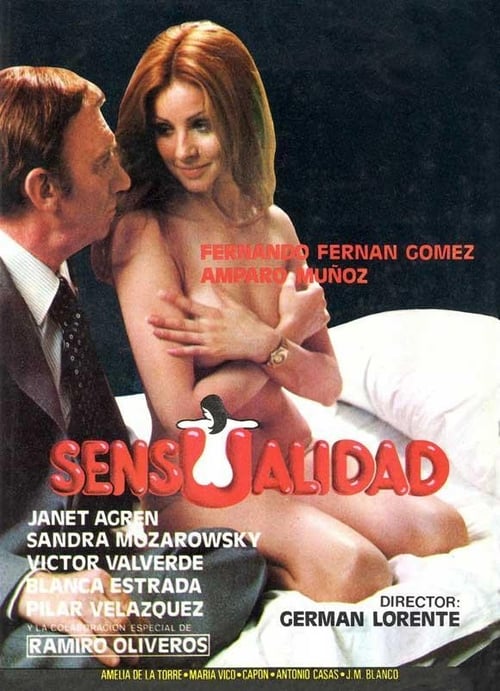 FERNANDO FERNAN GOMEZ
AMPARO MUÑOZ
SENSUALIDAD
JANET AGREN
SANDRA MOZAROWSKY
VICTOR VALVERDE
BLANCA ESTRADA
PILAR VELAZQUEZ
Y LA COLABORACION ESPECIAL DE
RAMIRO OLIVEROS
DIRECTOR:
GERMAN LORENTE
AMELIA DE LA TORRE • MARIA VICO • CAPON • ANTONIO CASAS • J.M. BLANCO